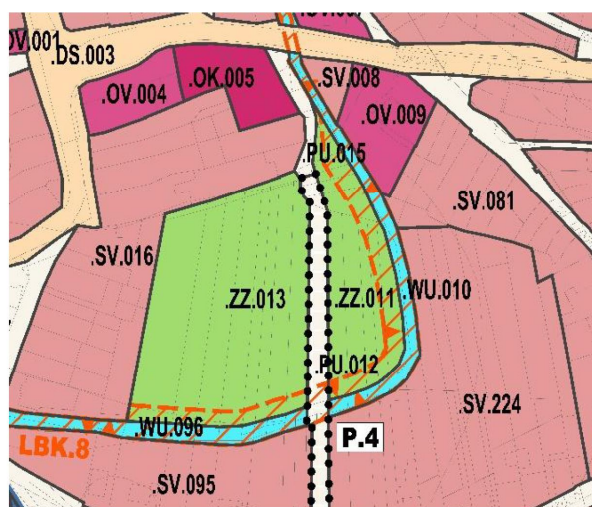 .OV.001
.DS.003
.OV.004
.OK.005
.SV.008
.OV.009
.PU.015
.SV.081
.SV.016
.ZZ.013
.ZZ.011
.WU.010
.PU.012
.SV.224
.WU.096
LBK.8
P.4
.SV.095